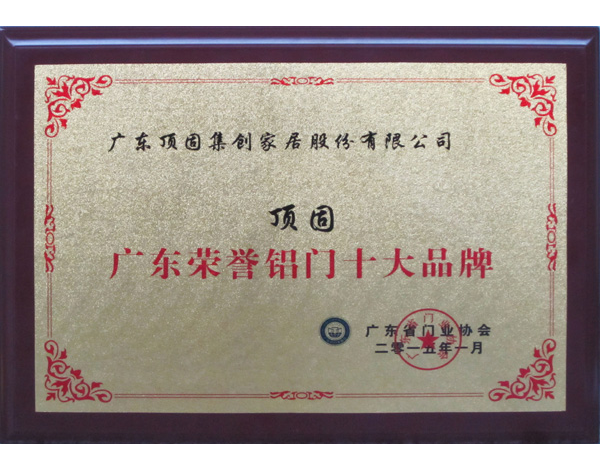 广东顶固集创家居股份有限公司
顶固
广东荣誉铝门十大品牌
广东省门业协会
二零一五年一月